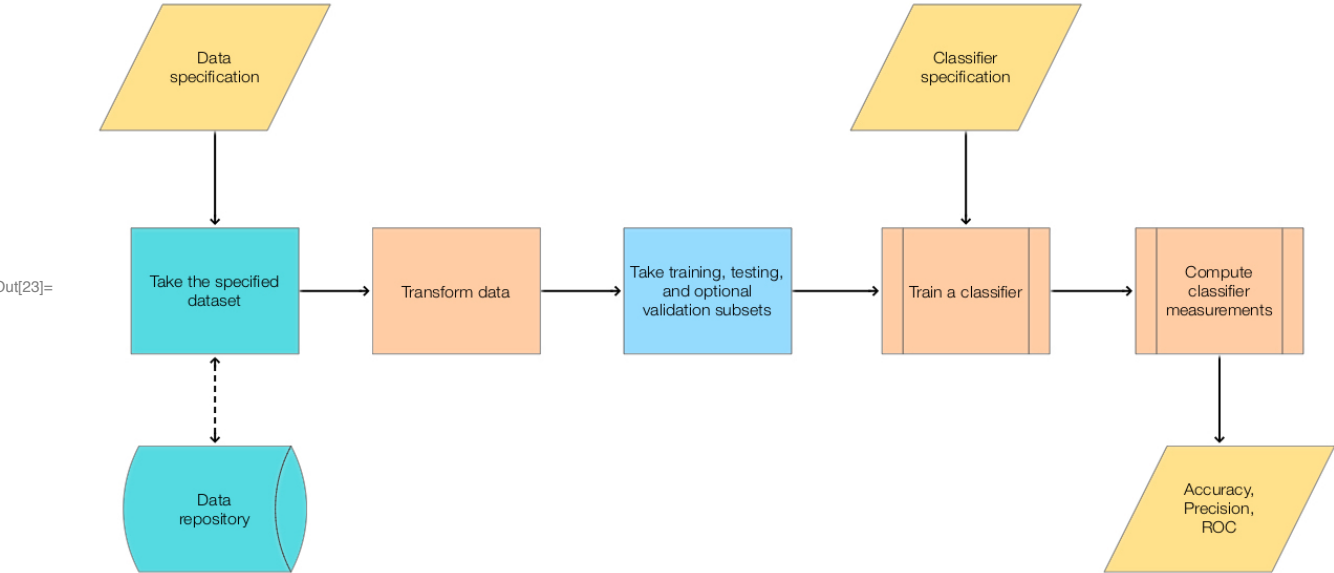 Data
specification
Classifier
specification
Out[23]=
Take the specified
dataset
Transform data
Take training, testing,
and optional
validation subsets
Train a classifier
Compute
classifier
measurements
Data
repository
Accuracy,
Precision,
ROC